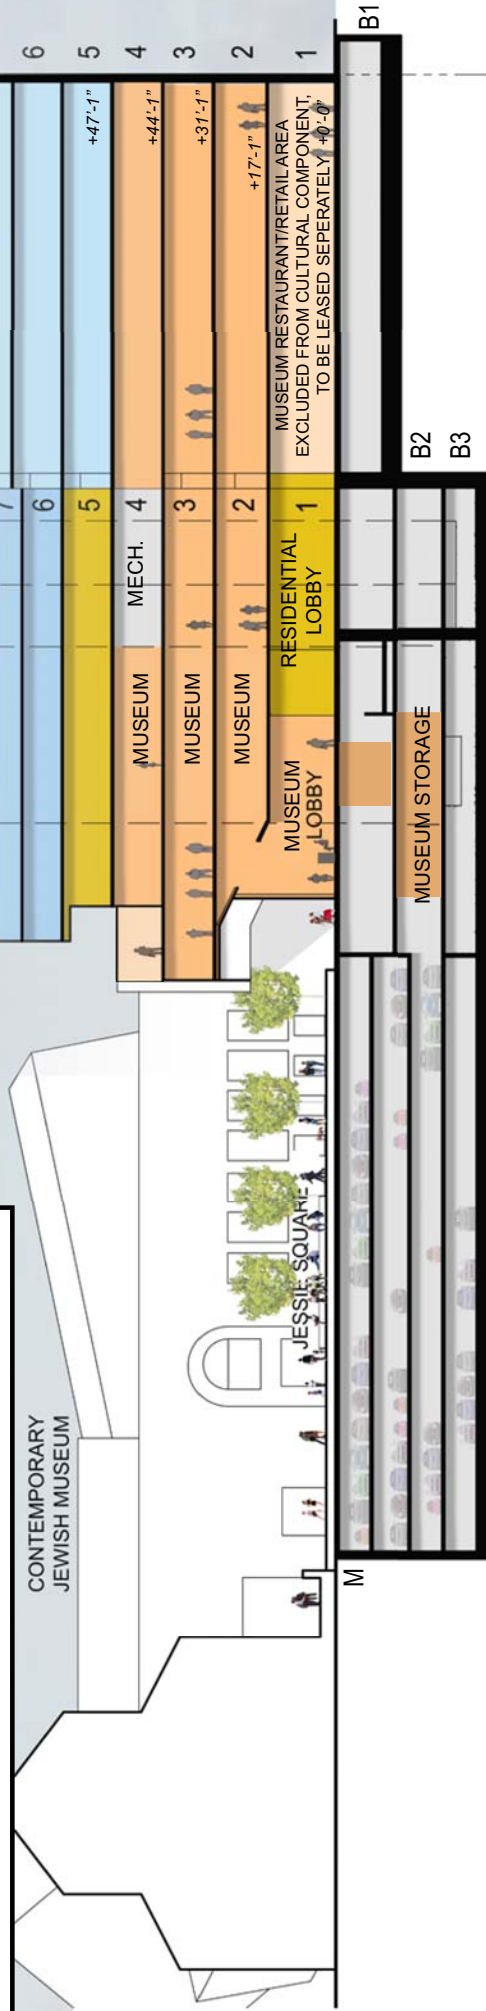 CONTEMPORARY
JEWISH MUSEUM
7
6
6
5
+47'-1"
5
MUSEUM
MECH.
4
+44'-1"
4
MUSEUM
3
+31'-1"
3
MUSEUM
2
+17'-1"
2
JESSIE SQUARE
MUSEUM
LOBBY
RESIDENTIAL
LOBBY
1
MUSEUM RESTAURANT/RETAIL AREA
EXCLUDED FROM CULTURAL COMPONENT,
TO BE LEASED SEPERATELY
+0'-0"
1
M
B1
MUSEUM STORAGE
B2
B3